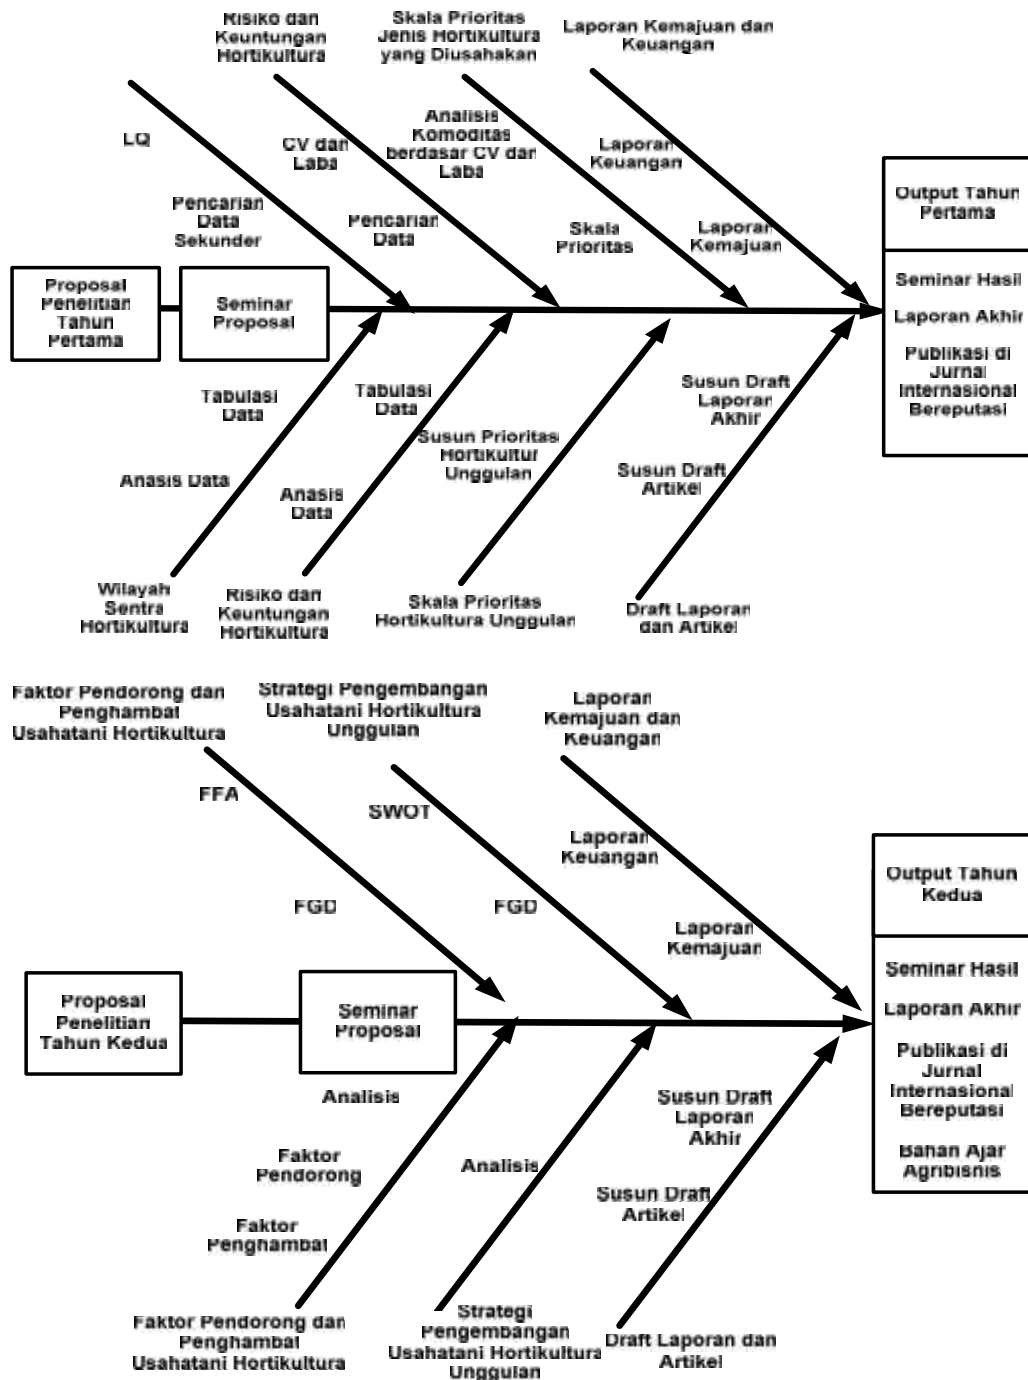 Risiko dan
Keuntungan
Hortikultura
Skala Prioritas
Jenis Hortikultura
yang Diusahakan
Laporan Kemajuan dan
Keuangan
LQ
CV dan
Laba
Analisis
Komoditas
berdasar CV dan
Laba
Laporan
Keuangan
Pencarian
Data
Sekunder
Pencarian
Data
Skala
Prioritas
Laporan
Kemajuan
Output Tahun
Pertama
Proposal
Penelitian
Tahun
Pertama
Seminar
Proposal
Seminar Hasil
Laporan Akhir
Publikasi di
Jurnal
Internasional
Bereputasi
Tabulasi
Data
Tabulasi
Data
Susun Prioritas
Hortikultur
Unggulan
Susun Draft
Laporan
Akhir
Anasis Data
Anasis
Data
Susun Draft
Artikel
Wilayah
Sentra
Hortikultura
Risiko dan
Keuntungan
Hortikultura
Skala Prioritas
Hortikultura Unggulan
Draft Laporan
dan Artikel
Faktor Pendorong dan
Penghambat
Usahatani Hortikultura
Strategi Pengembangan
Usahatani Hortikultura
Unggulan
Laporan
Kemajuan dan
Keuangan
FFA
SWOT
Laporan
Keuangan
FGD
FGD
Laporan
Kemajuan
Output Tahun
Kedua
Proposal
Penelitian
Tahun Kedua
Seminar
Proposal
Seminar Hasil
Laporan Akhir
Publikasi di
Jurnal
Internasional
Bereputasi
Bahan Ajar
Agribisnis
Analisis
Faktor
Pendorong
Faktor
Penghambat
Analisis
Susun Draft
Laporan
Akhir
Susun Draft
Artikel
Faktor Pendorong dan
Penghambat
Usahatani Hortikultura
Strategi
Pengembangan
Usahatani Hortikultura
Unggulan
Draft Laporan dan
Artikel